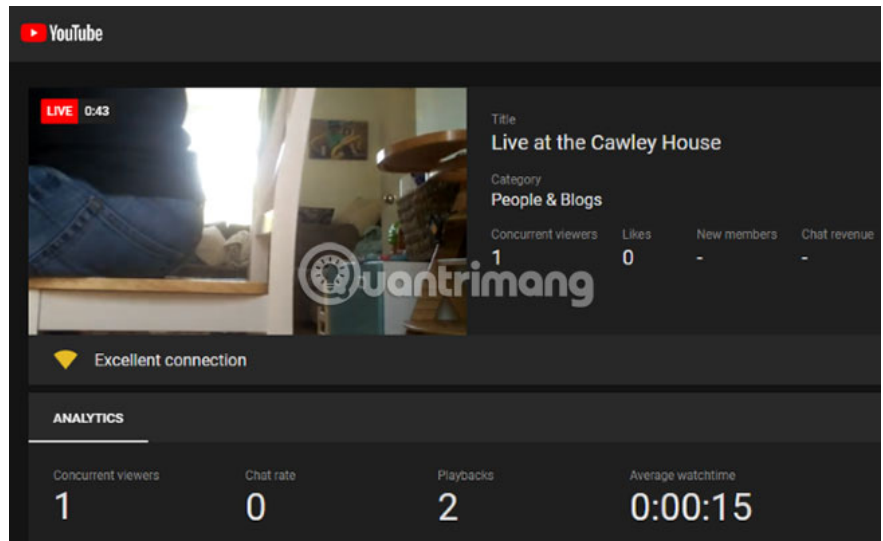 YouTube
LIVE 0:43
Title
Live at the Cawley House
Category
People & Blogs
Concurrent viewers Likes New members Chat revenue
1 0 - -
Quantrimang
Excellent connection
ANALYTICS
Concurrent viewers Chat rate Playbacks Average watchtime
1 0 2 0:00:15